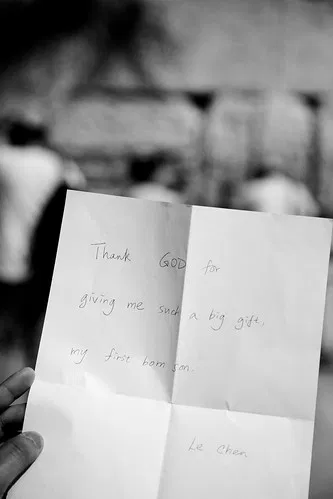 Thank GOD for
giving me such a big gift,
my first born son.
Le Chen